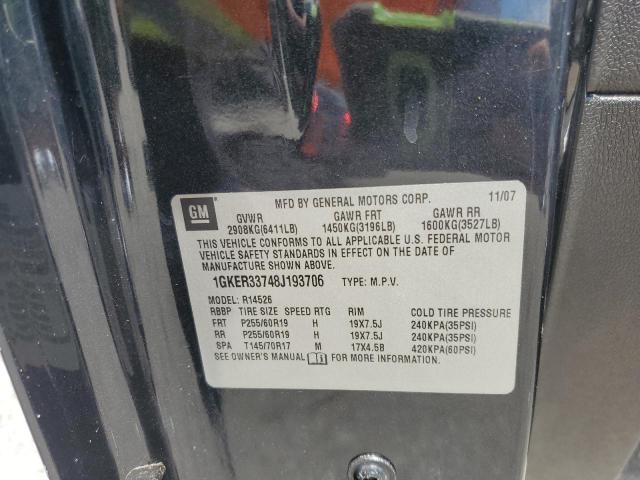 GM
MFD BY GENERAL MOTORS CORP. 11/07
GVWR GAWR FRT GAWR RR
2908KG(6411LB) 1450KG(3196LB) 1600KG(3527LB)
THIS VEHICLE CONFORMS TO ALL APPLICABLE U.S. FEDERAL MOTOR
VEHICLE SAFETY STANDARDS IN EFFECT ON THE DATE OF
MANUFACTURE SHOWN ABOVE.
1GKER33748J193706 TYPE: M.P.V.
MODEL: R14526
RBBP TIRE SIZE SPEED RTG RIM COLD TIRE PRESSURE
FRT P255/60R19 H 19X7.5J 240KPA(35PSI)
RR P255/60R19 H 19X7.5J 240KPA(35PSI)
SPA T145/70R17 M 17X4.5B 420KPA(60PSI)
SEE OWNER'S MANUAL FOR MORE INFORMATION.